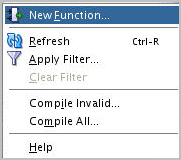 New Function...
Refresh Ctrl-R
Apply Filter...
Clear Filter
Compile Invalid...
Compile All...
Help